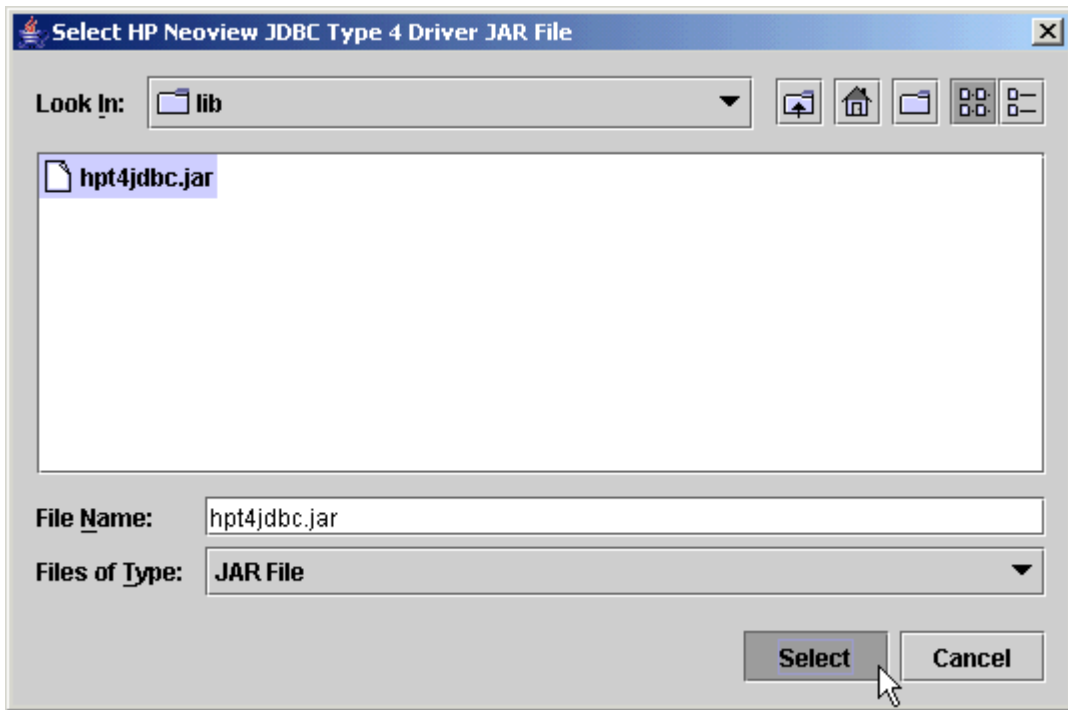 Select HP Neoview JDBC Type 4 Driver JAR File
Look In: lib
hpt4jdbc.jar
File Name: hpt4jdbc.jar
Files of Type: JAR File
Select Cancel